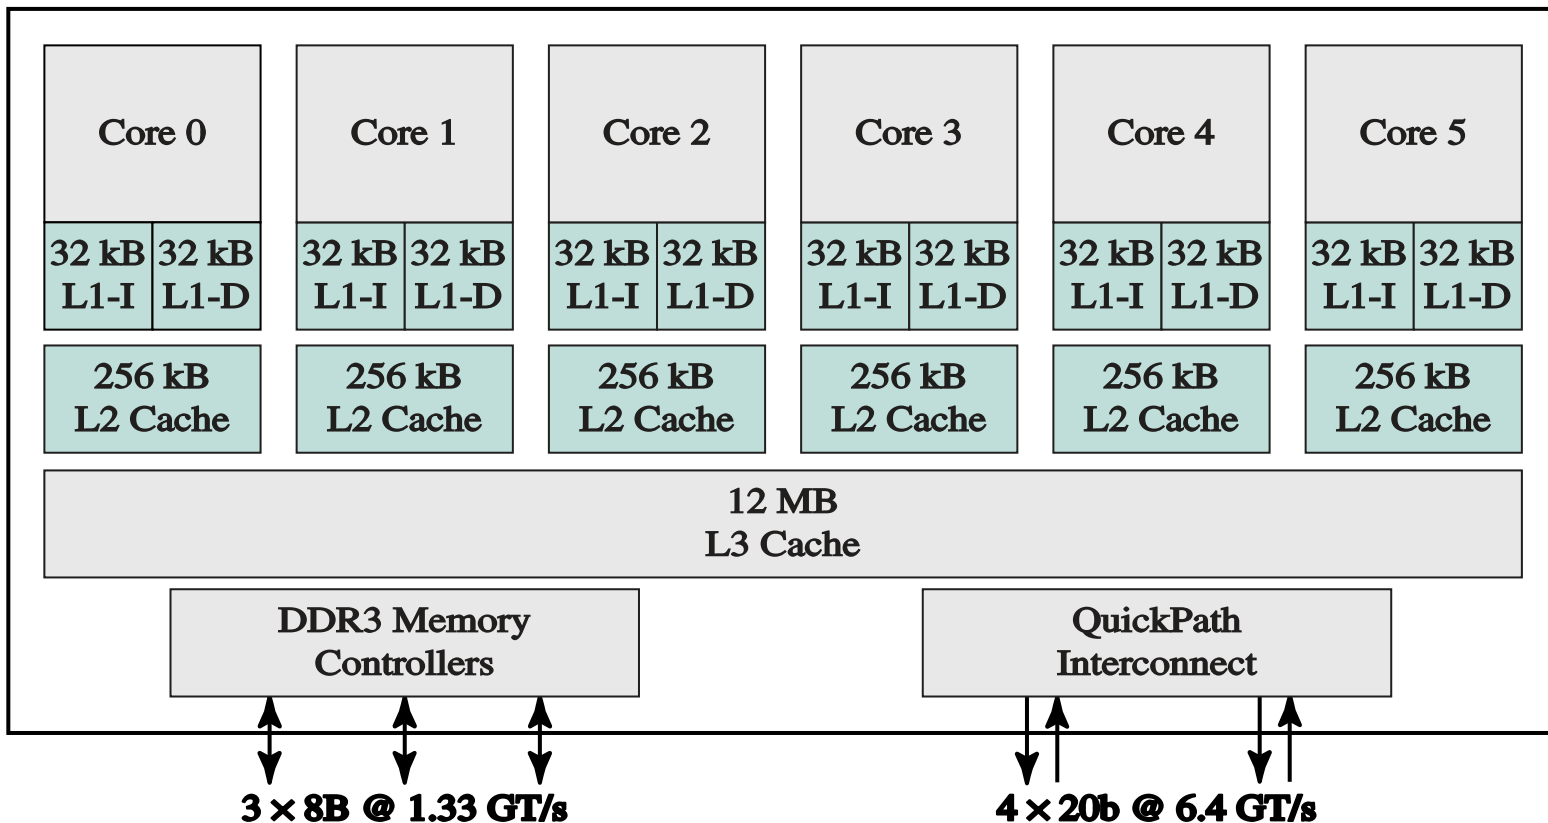 Core 0
Core 1
Core 2
Core 3
Core 4
Core 5
32 kB
L1-I
32 kB
L1-D
32 kB
L1-I
32 kB
L1-D
32 kB
L1-I
32 kB
L1-D
32 kB
L1-I
32 kB
L1-D
32 kB
L1-I
32 kB
L1-D
32 kB
L1-I
32 kB
L1-D
256 kB
L2 Cache
256 kB
L2 Cache
256 kB
L2 Cache
256 kB
L2 Cache
256 kB
L2 Cache
256 kB
L2 Cache
12 MB
L3 Cache
DDR3 Memory
Controllers
QuickPath
Interconnect
3 × 8B @ 1.33 GT/s
4 × 20b @ 6.4 GT/s